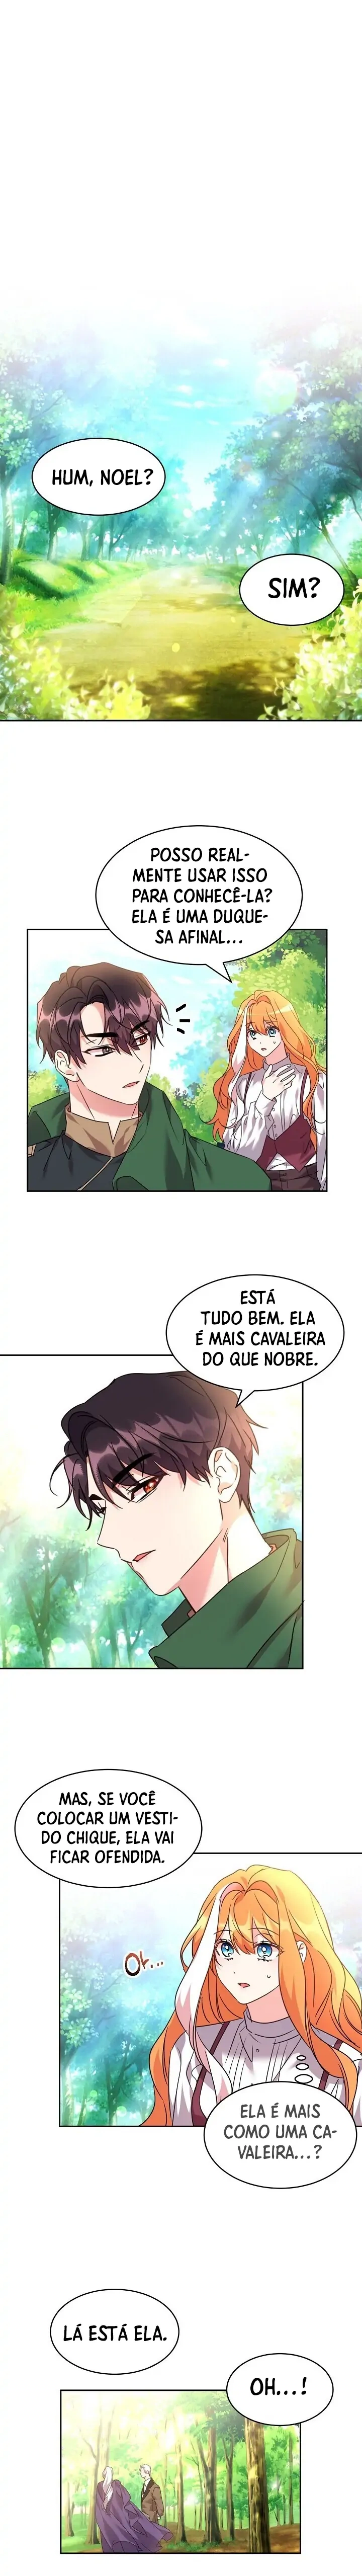 HUM, NOEL?
SIM?
POSSO REAL-
MENTE USAR ISSO
PARA CONHECÊ-LA?
ELA É UMA DUQUE-
SA AFINAL...
ESTÁ
TUDO BEM. ELA
É MAIS CAVALEIRA
DO QUE NOBRE.
MAS, SE VOCÊ
COLOCAR UM VESTI-
DO CHIQUE, ELA VAI
FICAR OFENDIDA.
Oh...
ELA É MAIS
COMO UMA CA-
VALEIRA...?
LÁ ESTÁ ELA.
OH...!